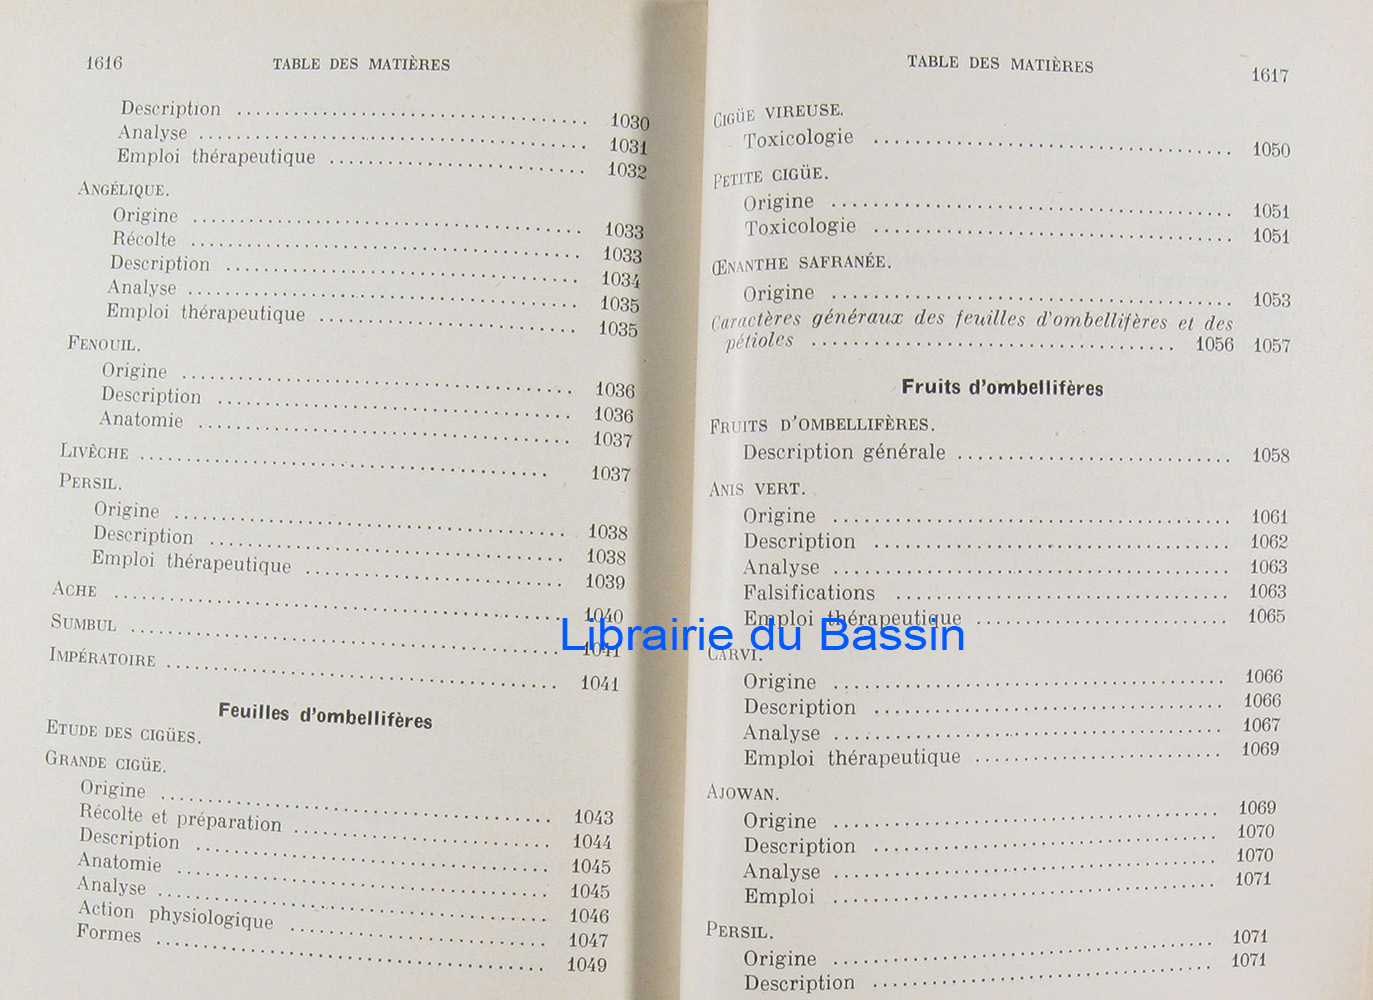 1616 TABLE DES MATIÈRES
Description 1030
Analyse 1031
Emploi thérapeutique 1032
ANGÉLIQUE.
Origine 1033
Récolte 1033
Description 1034
Analyse 1035
Emploi thérapeutique 1035
FENOUIL.
Origine 1036
Description 1036
Anatomie 1037
LIVÈCHE 1037
PERSIL.
Origine 1038
Description 1038
Emploi thérapeutique 1039
ACHE 1040
SUMBUL 1041
IMPÉRATOIRE 1041
Feuilles d'ombellifères
ETUDE DES CIGÜES.
GRANDE CIGÜE.
Origine 1043
Récolte et préparation 1044
Description 1045
Anatomie 1045
Analyse 1046
Action physiologique 1047
Formes 1049
TABLE DES MATIÈRES 1617
CIGÜE VIREUSE.
Toxicologie 1050
PETITE CIGÜE.
Origine 1051
Toxicologie 1051
ŒNANTHE SAFRANÉE.
Origine 1053
Caractères généraux des feuilles d'ombellifères et des
pétioles 1056 1057
Fruits d'ombellifères
FRUITS D'OMBELLIFÈRES.
Description générale 1058
ANIS VERT.
Origine 1061
Description 1062
Analyse 1063
Falsifications 1063
Emploi thérapeutique 1065
CARVI.
Origine 1066
Description 1066
Analyse 1067
Emploi thérapeutique 1069
AJOWAN.
Origine 1069
Description 1070
Analyse 1070
Emploi 1071
PERSIL.
Origine 1071
Description 1071
Librairie du Bassin